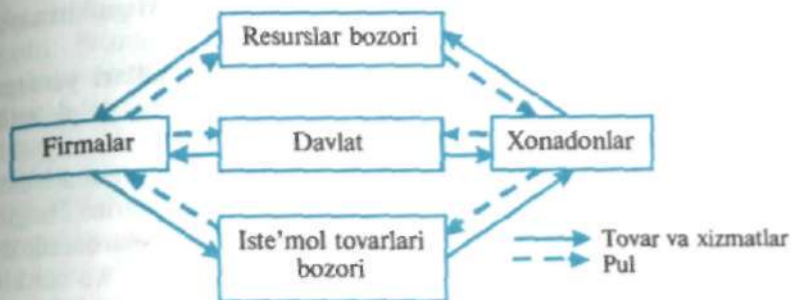 Resurslar bozori
Firmalar
Davlat
Xonadonlar
Iste'mol tovarlari
bozori
Tovar va xizmatlar
Pul